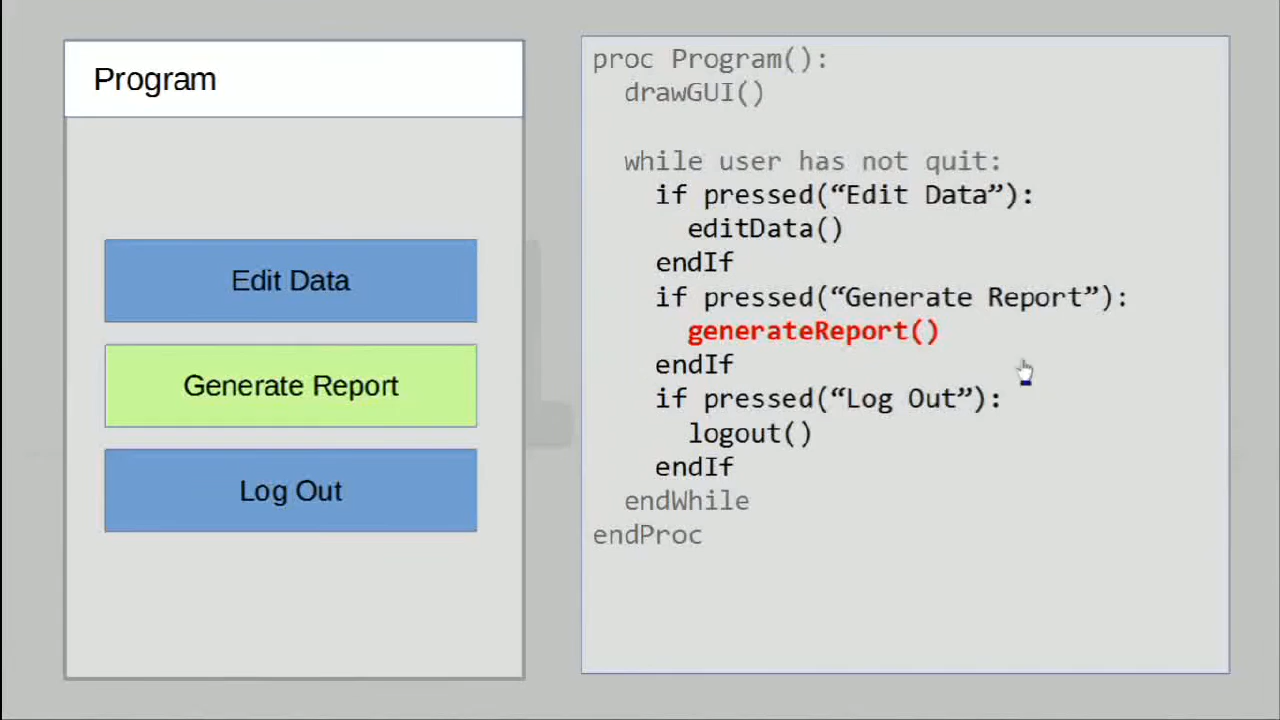 Program
Edit Data
Generate Report
Log Out
proc Program():
  drawGUI()
  while user has not quit:
    if pressed(“Edit Data”):
      editData()
    endIf
    if pressed(“Generate Report”):
      generateReport()
    endIf
    if pressed(“Log Out”):
      logout()
    endIf
  endWhile
endProc